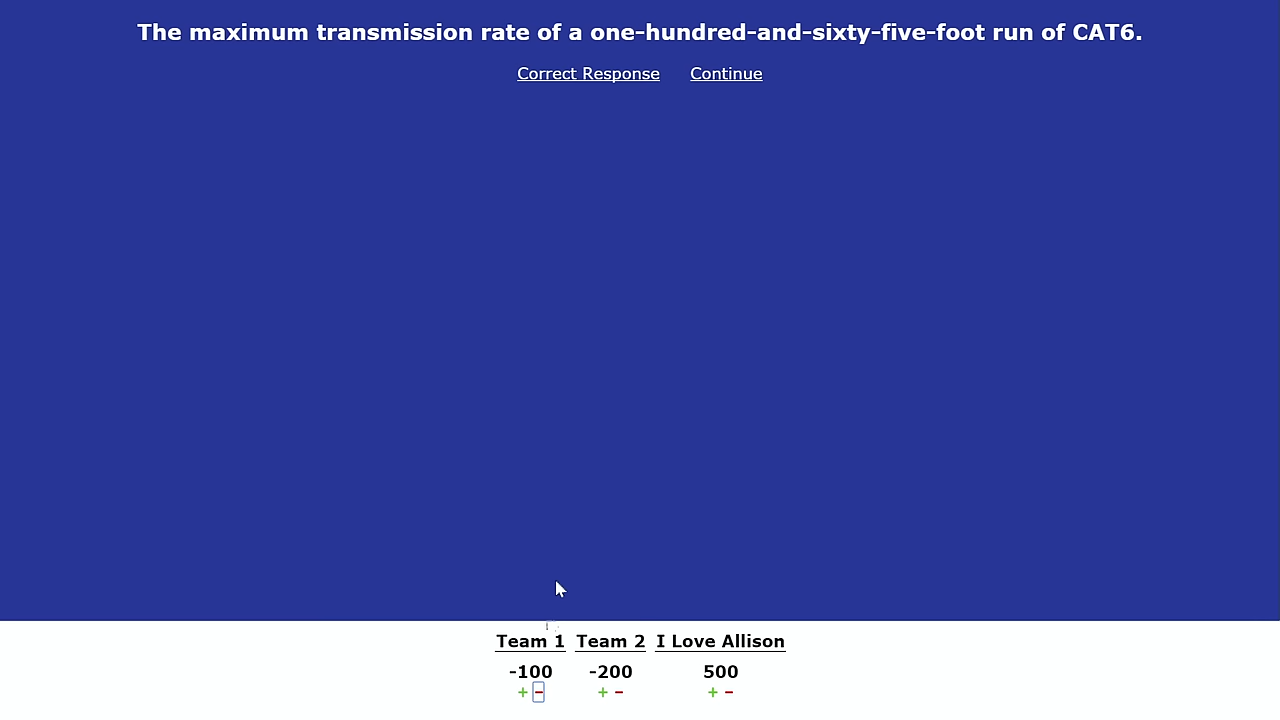 The maximum transmission rate of a one-hundred-and-sixty-five-foot run of CAT6.
Correct Response Continue
Team 1 Team 2 I Love Allison
-100 -200 500
+ − + − + −